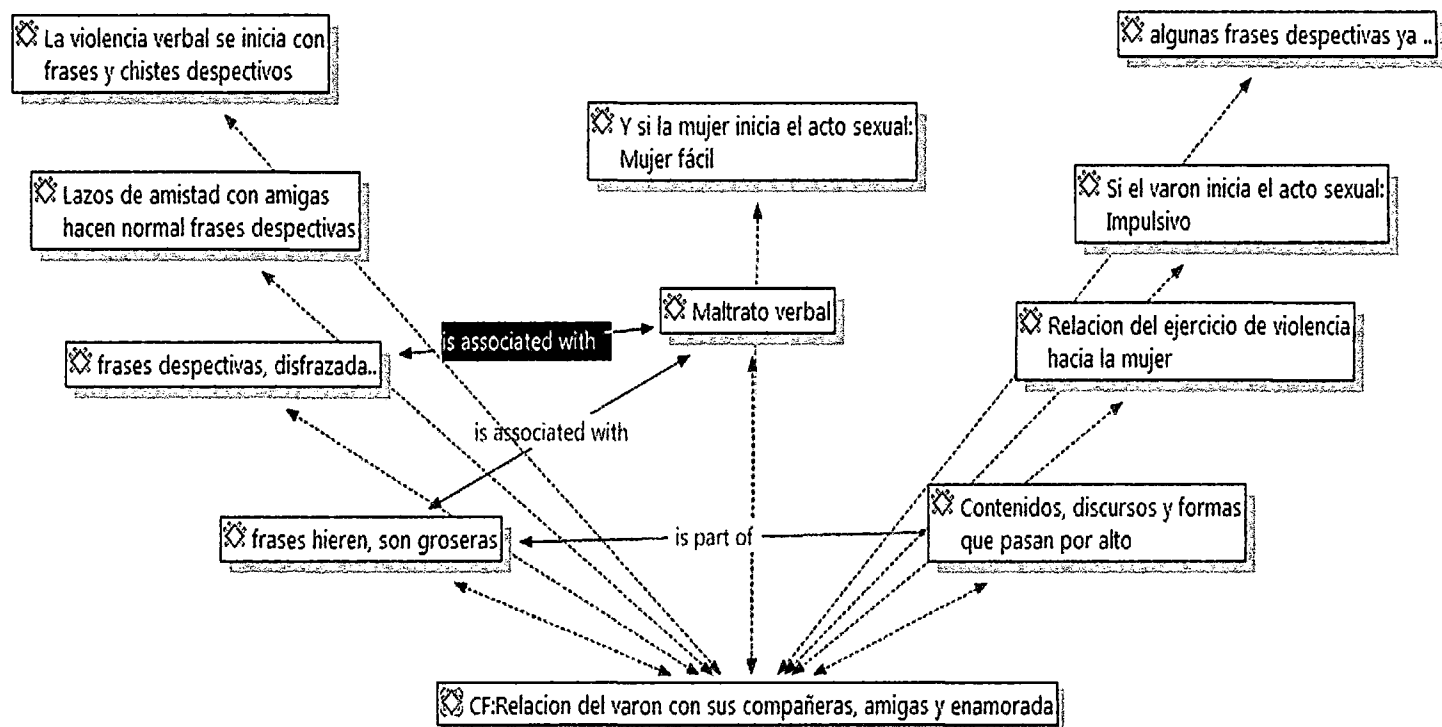 La violencia verbal se inicia con
frases y chistes despectivos
algunas frases despectivas ya ..
Y si la mujer inicia el acto sexual:
Mujer fácil
Lazos de amistad con amigas
hacen normal frases despectivas
Si el varon inicia el acto sexual:
Impulsivo
Maltrato verbal
Relacion del ejercicio de violencia
hacia la mujer
is associated with
frases despectivas, disfrazada..
is associated with
frases hieren, son groseras
is part of
Contenidos, discursos y formas
que pasan por alto
CF:Relacion del varon con sus compañeras, amigas y enamorada